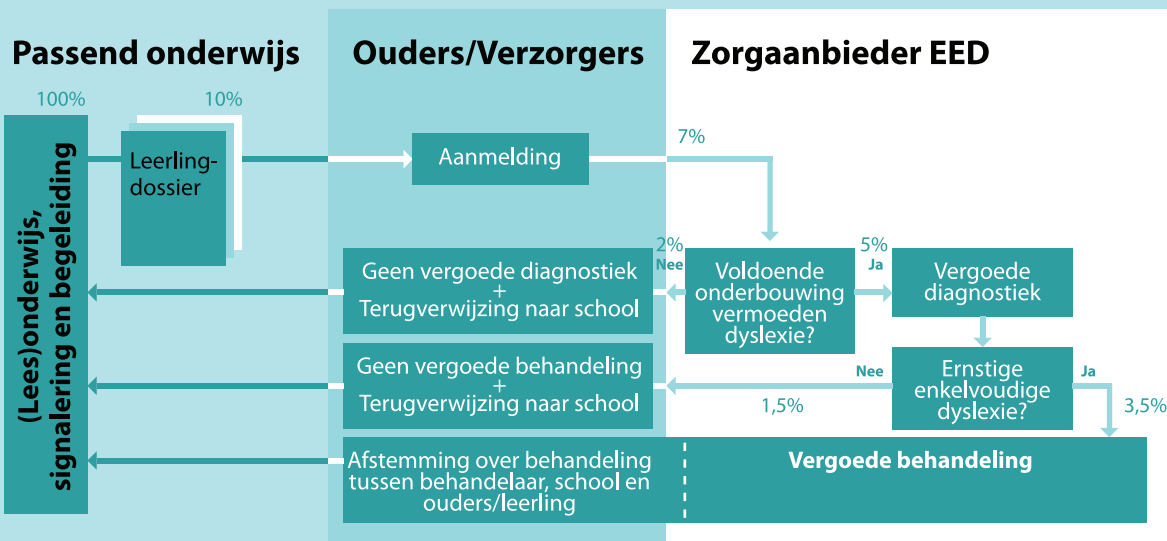 Passend onderwijs
Ouders/Verzorgers
Zorgaanbieder EED
100%
10%
7%
(Lees)onderwijs,
signalering en begeleiding
Leerling-
dossier
Aanmelding
2%
Nee
5%
Ja
Geen vergoede diagnostiek
+
Terugverwijzing naar school
Voldoende
onderbouwing
vermoeden
dyslexie?
Vergoede
diagnostiek
Geen vergoede behandeling
+
Terugverwijzing naar school
Nee
1,5%
Ernstige
enkelvoudige
dyslexie?
Ja
3,5%
Afstemming over behandeling
tussen behandelaar, school en
ouders/leerling
Vergoede behandeling